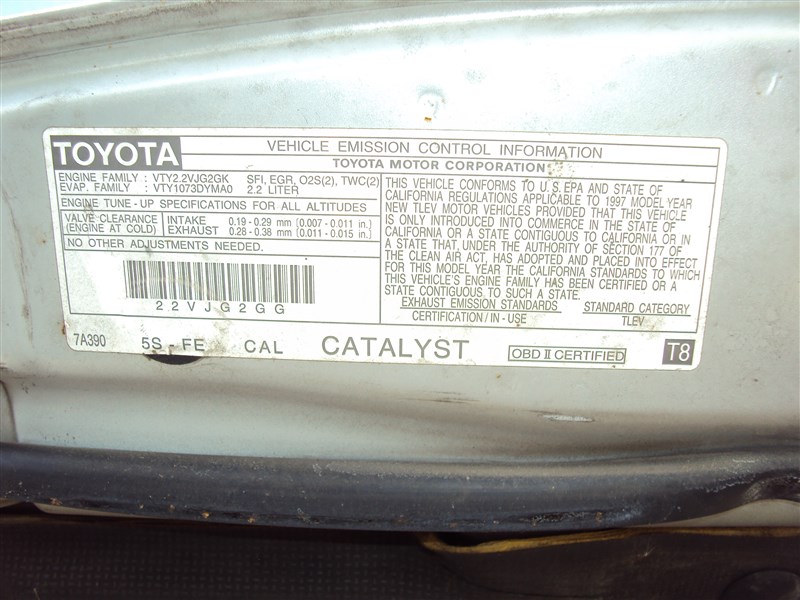 TOYOTA
VEHICLE EMISSION CONTROL INFORMATION
TOYOTA MOTOR CORPORATION
ENGINE FAMILY : VTY2.2VJG2GK SFI, EGR, O2S(2), TWC(2)
EVAP. FAMILY : VTY1073DYMA0 2.2 LITER
ENGINE TUNE - UP SPECIFICATIONS FOR ALL ALTITUDES
VALVE CLEARANCE (ENGINE AT COLD)
INTAKE 0.19 - 0.29 mm (0.007 - 0.011 in.)
EXHAUST 0.28 - 0.38 mm (0.011 - 0.015 in.)
NO OTHER ADJUSTMENTS NEEDED.
2 2 V J G 2 G G
THIS VEHICLE CONFORMS TO U.S. EPA AND STATE OF
CALIFORNIA REGULATIONS APPLICABLE TO 1997 MODEL YEAR
NEW TLEV MOTOR VEHICLES PROVIDED THAT THIS VEHICLE
IS ONLY INTRODUCED INTO COMMERCE IN THE STATE OF
CALIFORNIA OR A STATE CONTIGUOUS TO CALIFORNIA OR IN
A STATE THAT, UNDER THE AUTHORITY OF SECTION 177 OF
THE CLEAN AIR ACT, HAS ADOPTED AND PLACED INTO EFFECT
FOR THIS MODEL YEAR THE CALIFORNIA STANDARDS TO WHICH
THIS VEHICLE'S ENGINE FAMILY HAS BEEN CERTIFIED OR A
STATE CONTIGUOUS TO SUCH A STATE.
EXHAUST EMISSION STANDARDS STANDARD CATEGORY
CERTIFICATION / IN - USE TLEV
7A390 5S - FE CAL CATALYST OBD II CERTIFIED T8